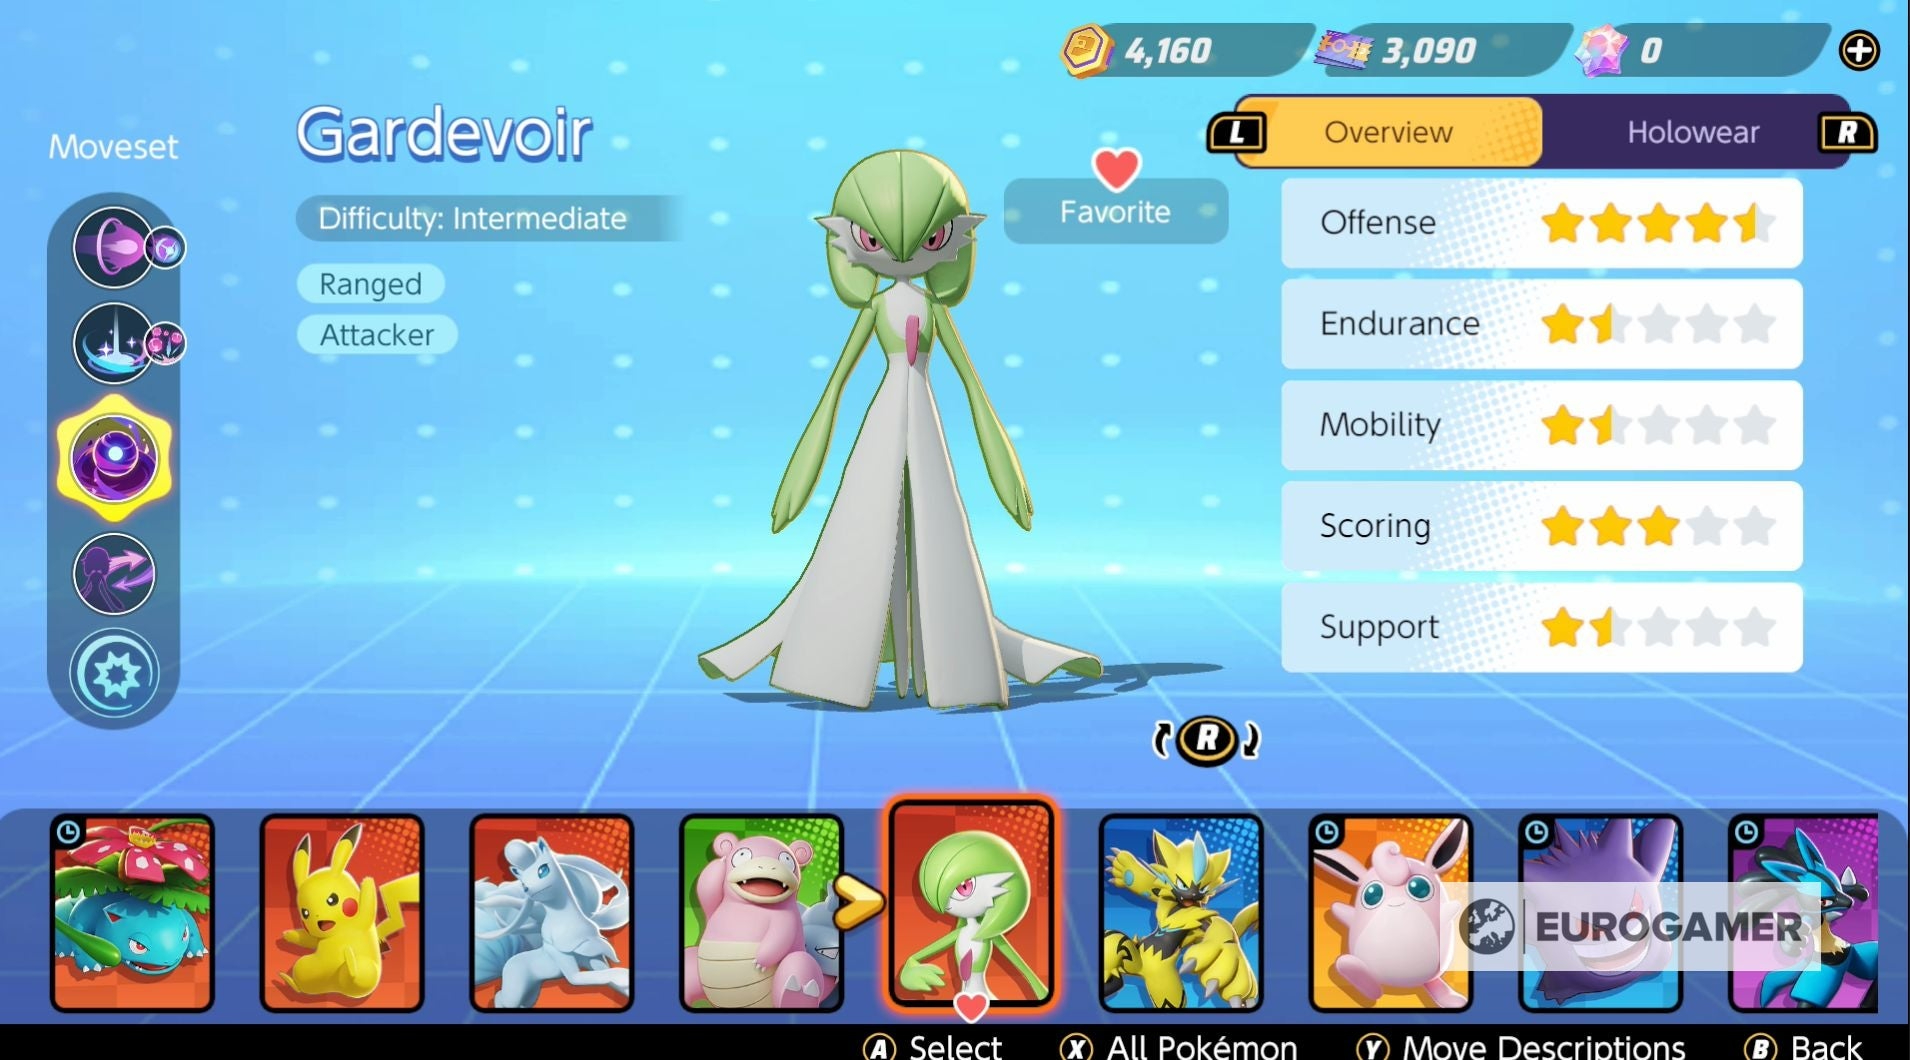 4,160
3,090
0
Moveset
Gardevoir
L
Overview
Holowear
R
Difficulty: Intermediate
Ranged
Attacker
Favorite
Offense
Endurance
Mobility
Scoring
Support
R
EUROGAMER
A Select
X All Pokémon
Y Move Descriptions
B Back